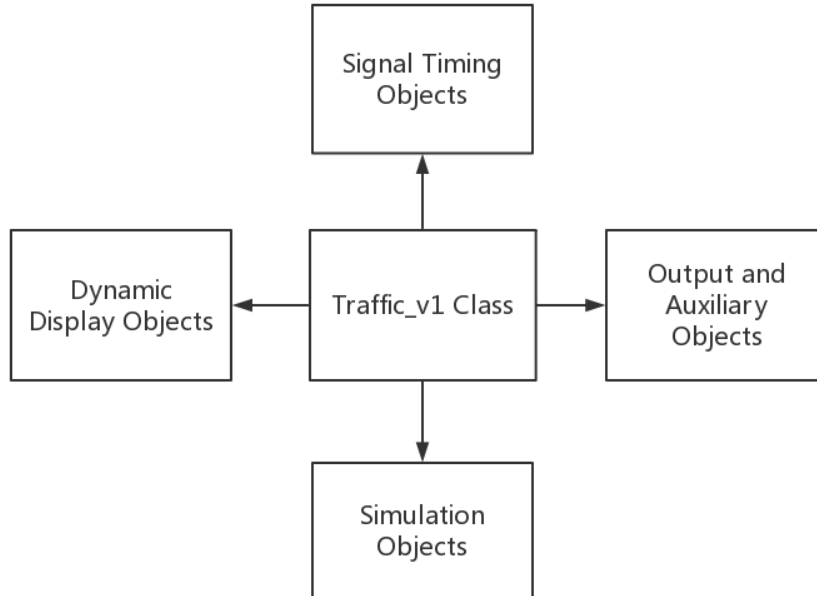 Signal Timing
Objects
Dynamic
Display Objects
Traffic_v1 Class
Output and
Auxiliary
Objects
Simulation
Objects